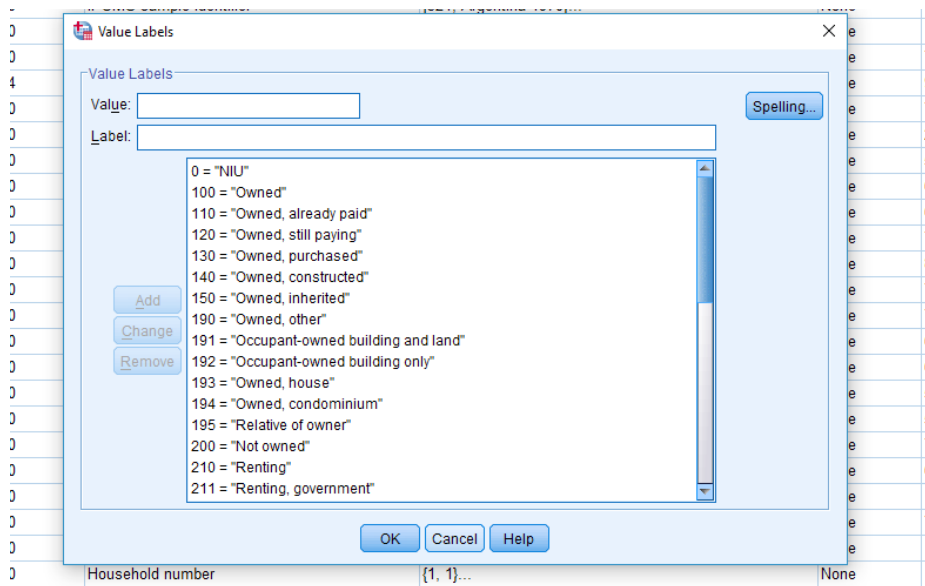 Value Labels
Value Labels
Value:
Spelling...
Label:
0 = "NIU"
100 = "Owned"
110 = "Owned, already paid"
120 = "Owned, still paying"
130 = "Owned, purchased"
140 = "Owned, constructed"
150 = "Owned, inherited"
190 = "Owned, other"
191 = "Occupant-owned building and land"
192 = "Occupant-owned building only"
193 = "Owned, house"
194 = "Owned, condominium"
195 = "Relative of owner"
200 = "Not owned"
210 = "Renting"
211 = "Renting, government"
Add
Change
Remove
OK Cancel Help
0 Household number {1, 1}... None